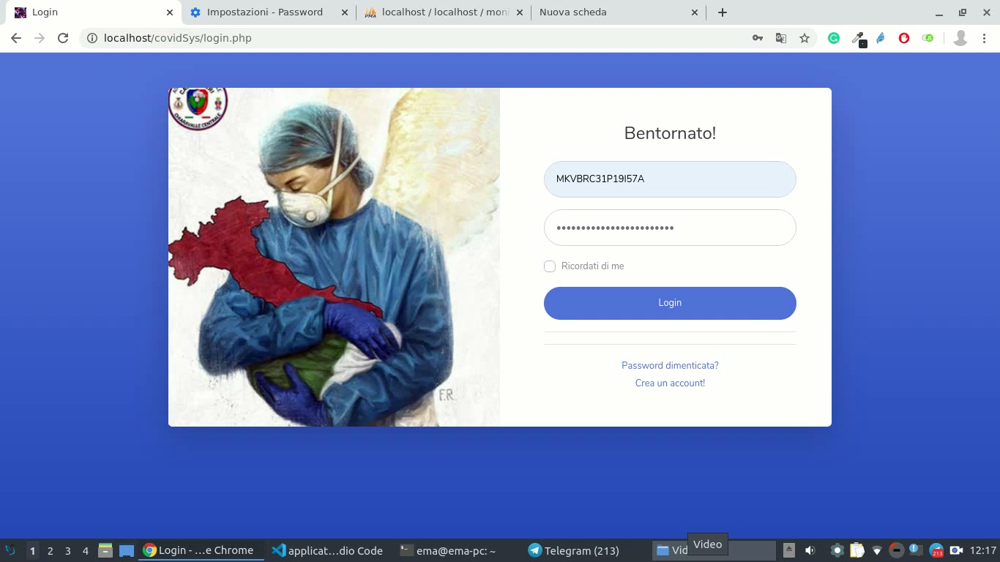 Login
Impostazioni - Password
localhost / localhost / moni
Nuova scheda
localhost/covidSys/login.php
CHIARAVALLE CENTRALE
F.R.
Bentornato!
MKVBRC31P19I57A
Ricordati di me
Login
Password dimenticata?
Crea un account!
1 2 3 4
Login - ...e Chrome
applicat...dio Code
ema@ema-pc: ~
Telegram (213)
Vid
Video
213
12:17